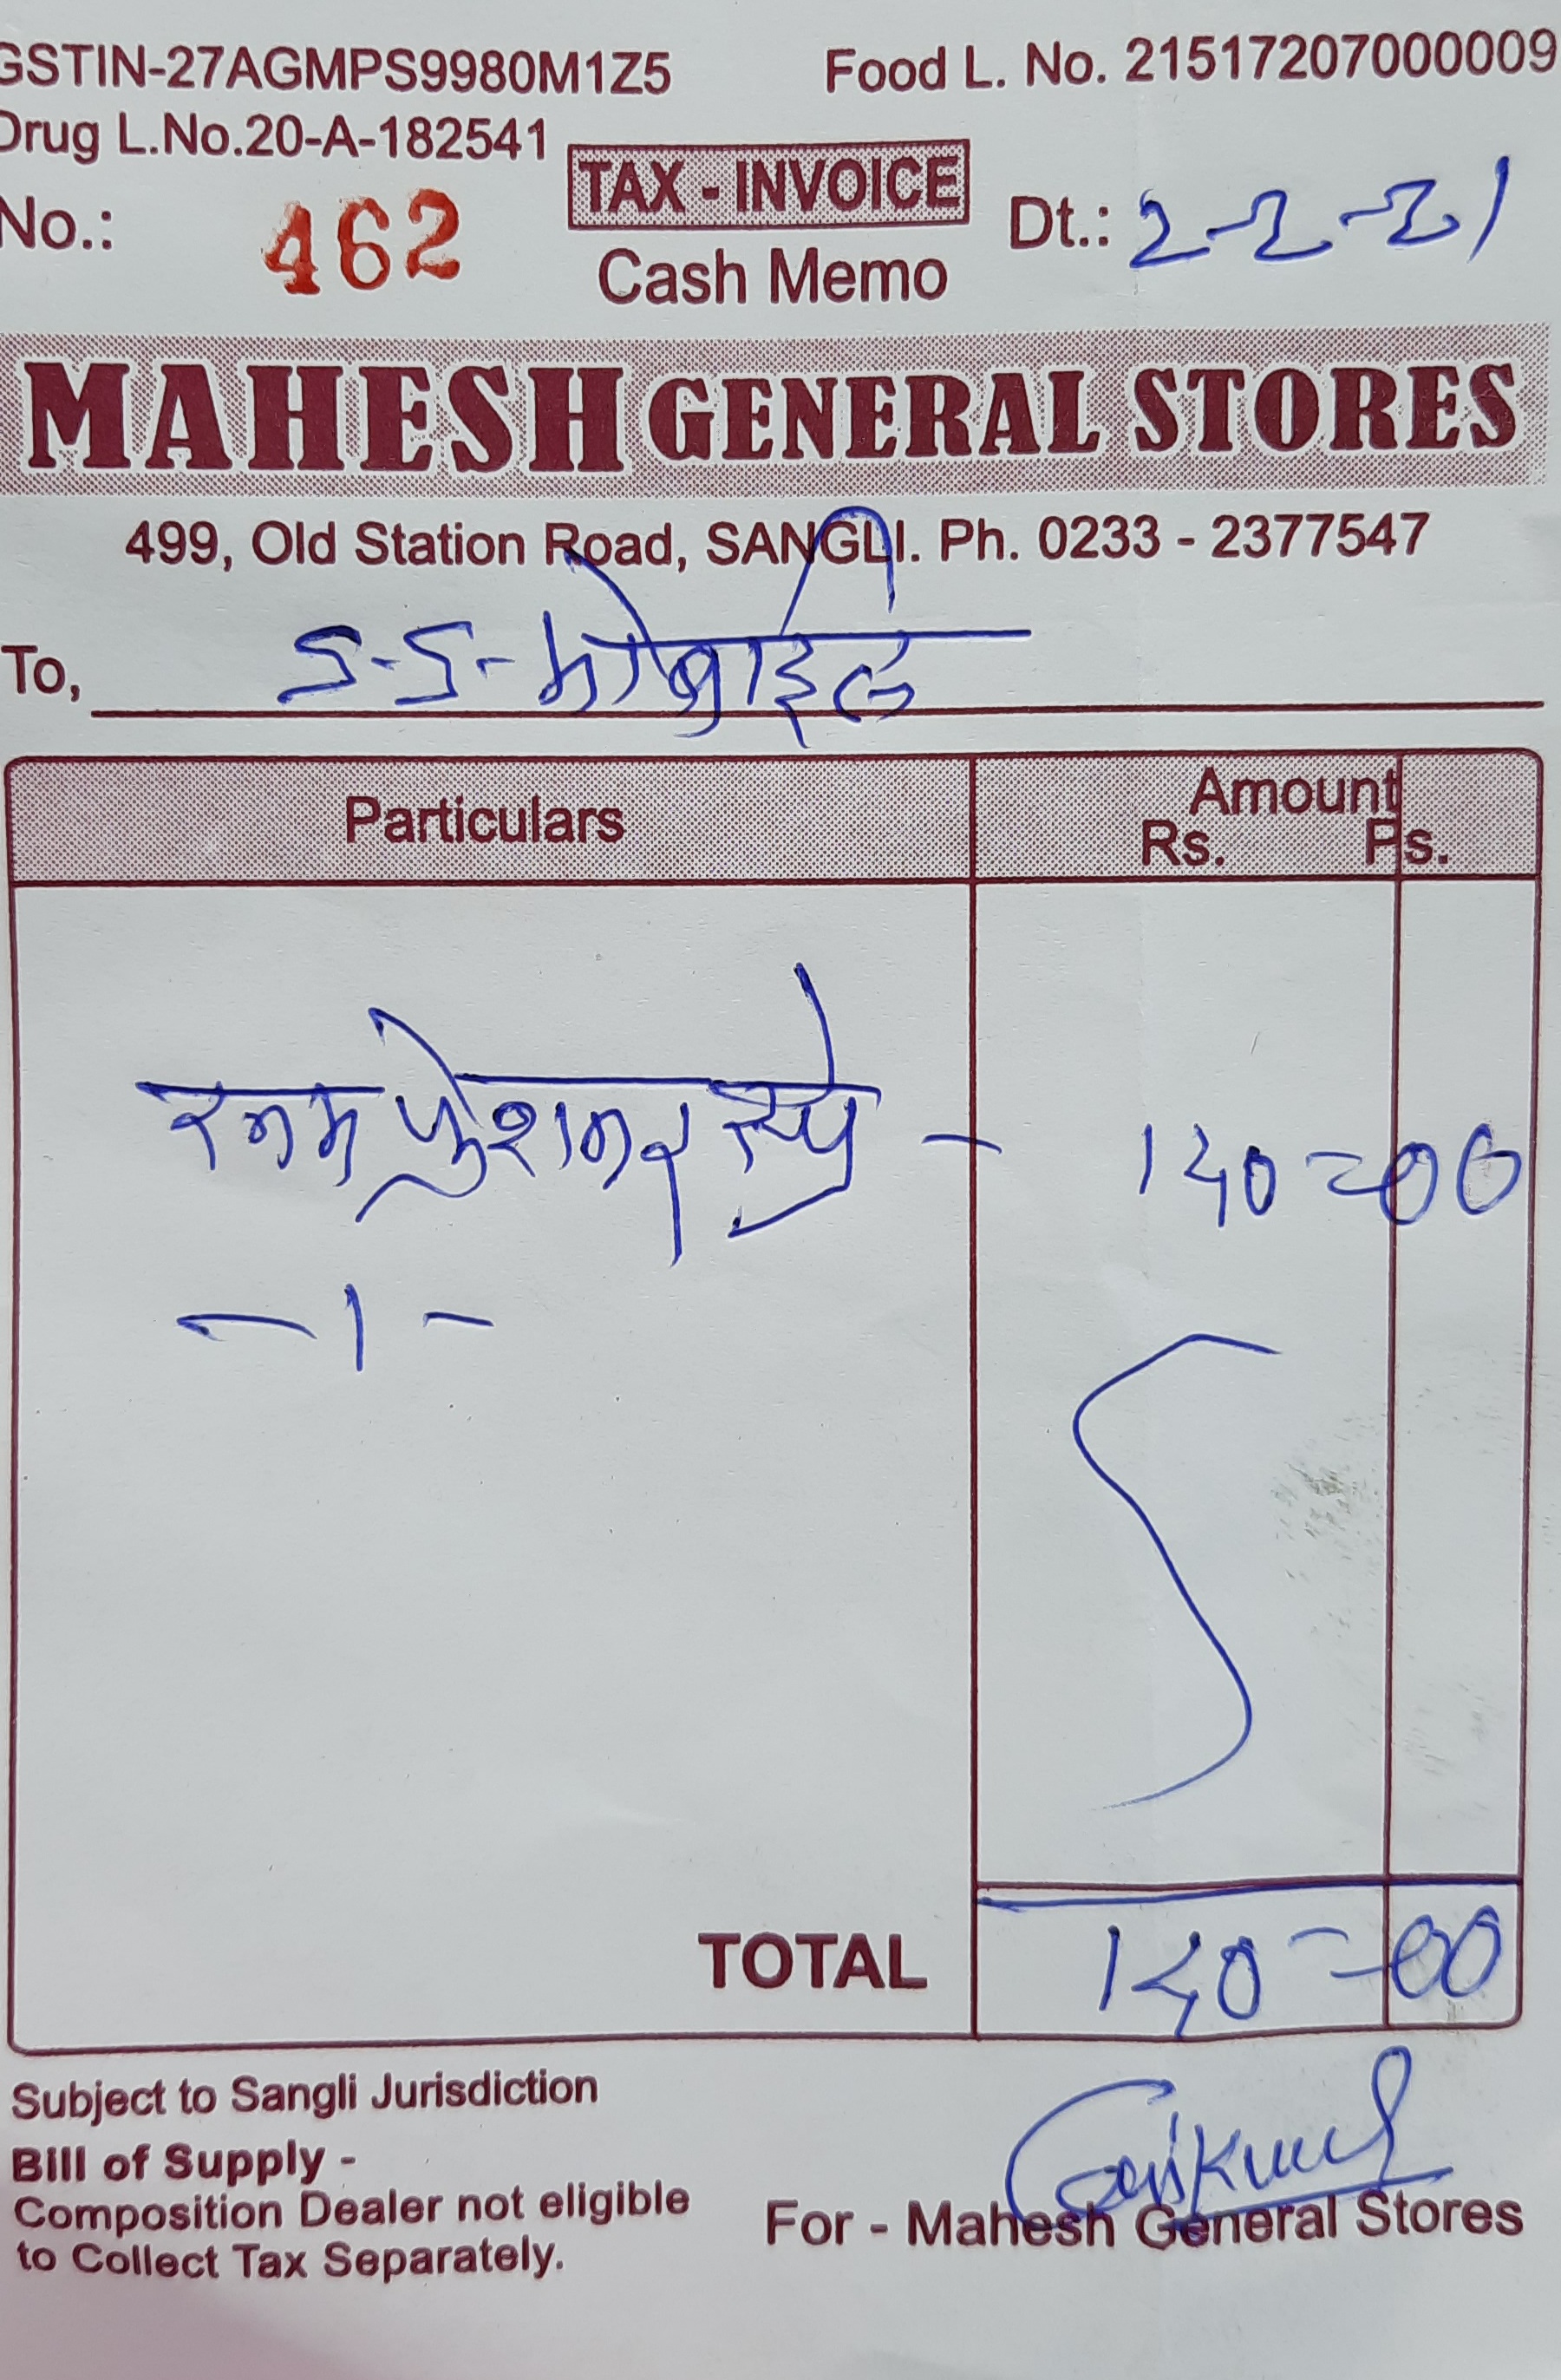 GSTIN-27AGMPS9980M1Z5 Food L. No. 21517207000009
Drug L.No.20-A-182541
TAX - INVOICE
No.: 462 Dt.: 2-2-21
Cash Memo
MAHESH GENERAL STORES
499, Old Station Road, SANGLI. Ph. 0233 - 2377547
To, S-S-मोबाईल
Particulars Amount
Rs. Ps.
रूम फ्रेशनर स्प्रे - 140=00
-1-
TOTAL 140=00
Subject to Sangli Jurisdiction
Bill of Supply -
Composition Dealer not eligible
to Collect Tax Separately.
For - Mahesh General Stores